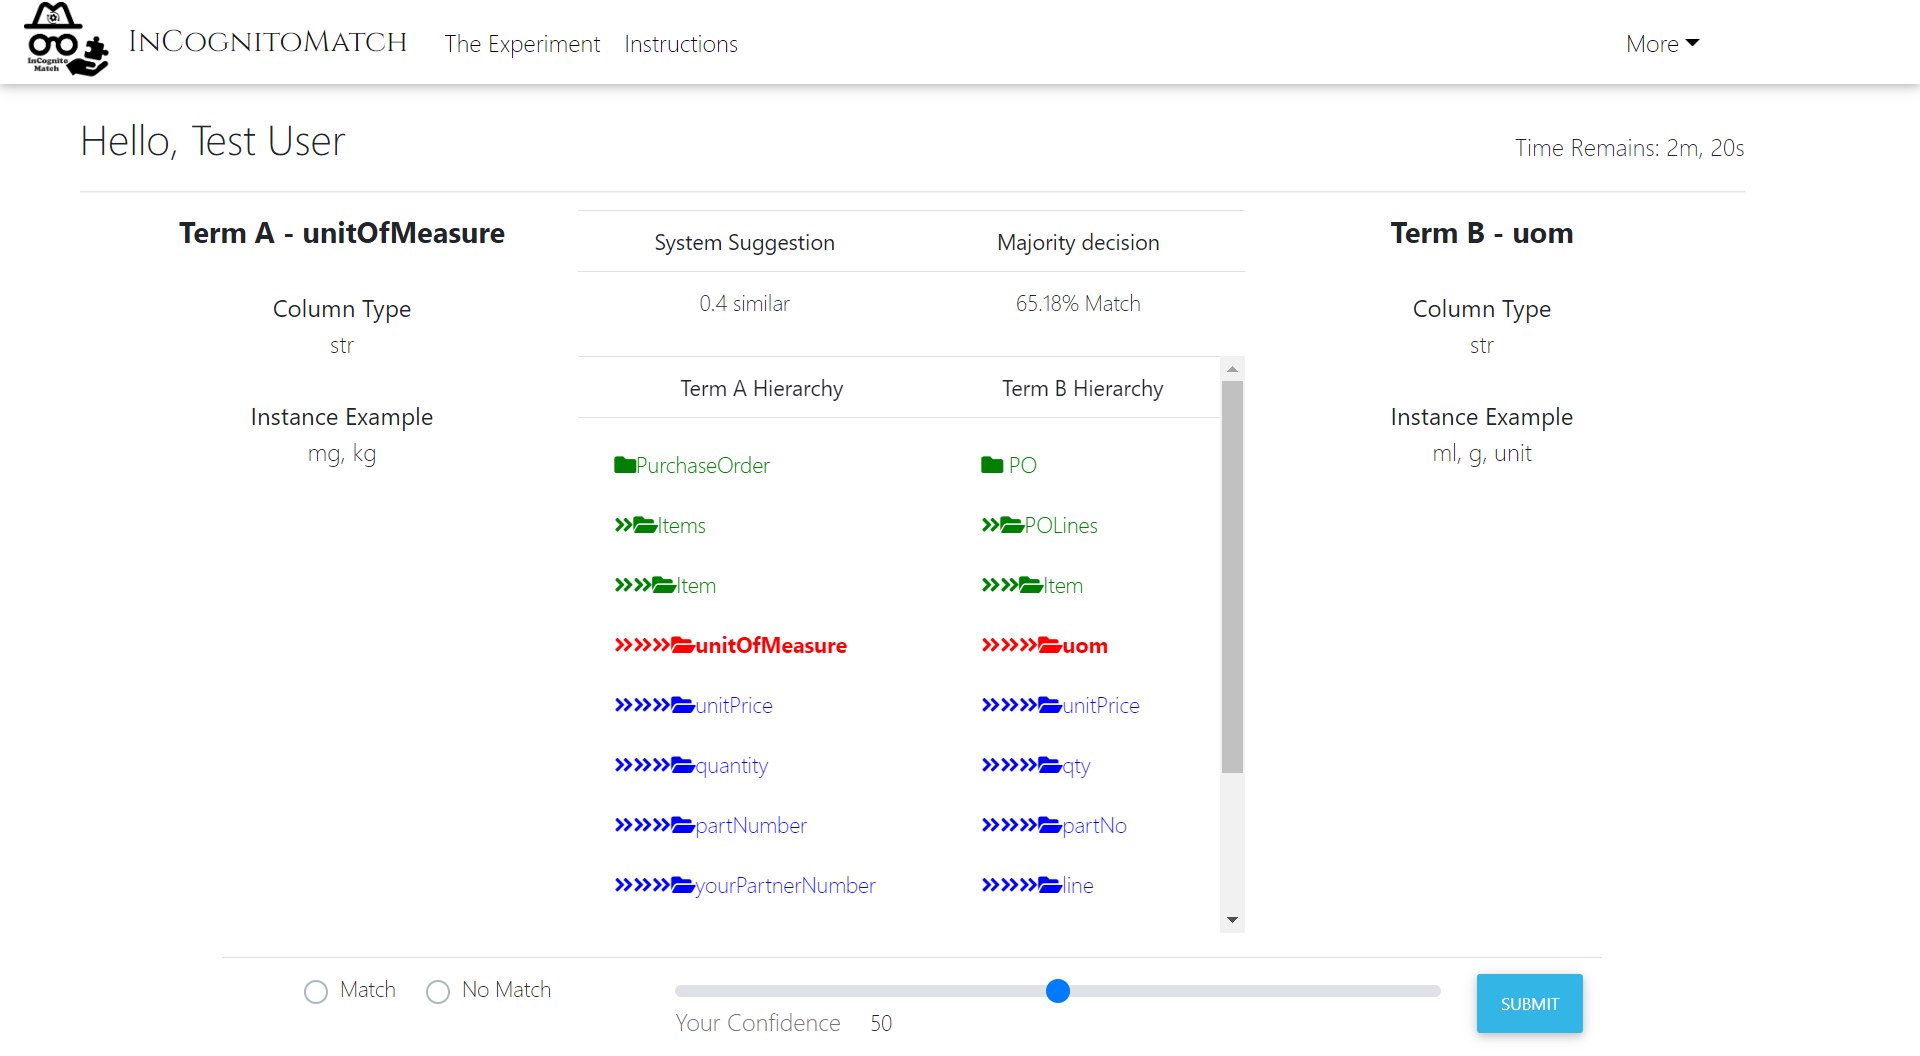 InCognito
Match
InCognitoMatch
The Experiment
Instructions
More
Hello, Test User
Time Remains: 2m, 20s
Term A - unitOfMeasure
Column Type
str
Instance Example
mg, kg
System Suggestion
Majority decision
0.4 similar
65.18% Match
Term A Hierarchy
Term B Hierarchy
PurchaseOrder
PO
Items
POLines
Item
Item
unitOfMeasure
uom
unitPrice
unitPrice
quantity
qty
partNumber
partNo
yourPartnerNumber
line
Term B - uom
Column Type
str
Instance Example
ml, g, unit
Match
No Match
Your Confidence 50
SUBMIT